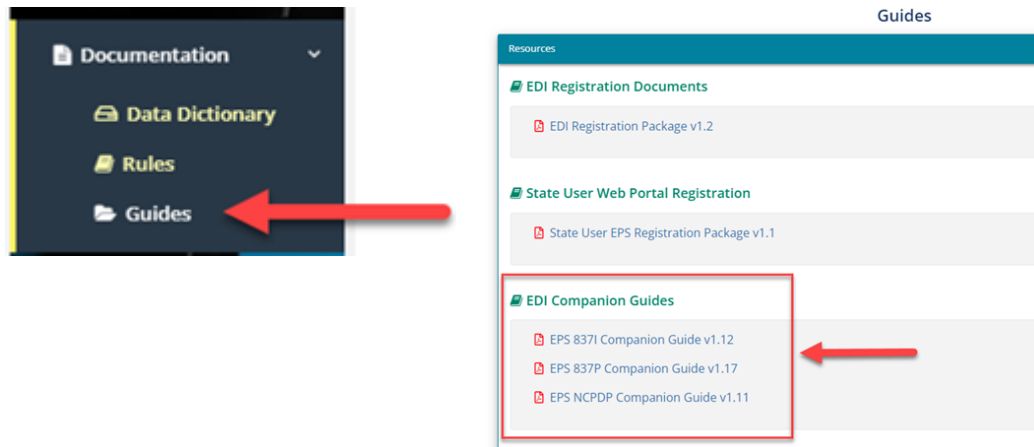 Documentation
Data Dictionary
Rules
Guides
Guides
Resources
EDI Registration Documents
EDI Registration Package v1.2
State User Web Portal Registration
State User EPS Registration Package v1.1
EDI Companion Guides
EPS 837I Companion Guide v1.12
EPS 837P Companion Guide v1.17
EPS NCPDP Companion Guide v1.11